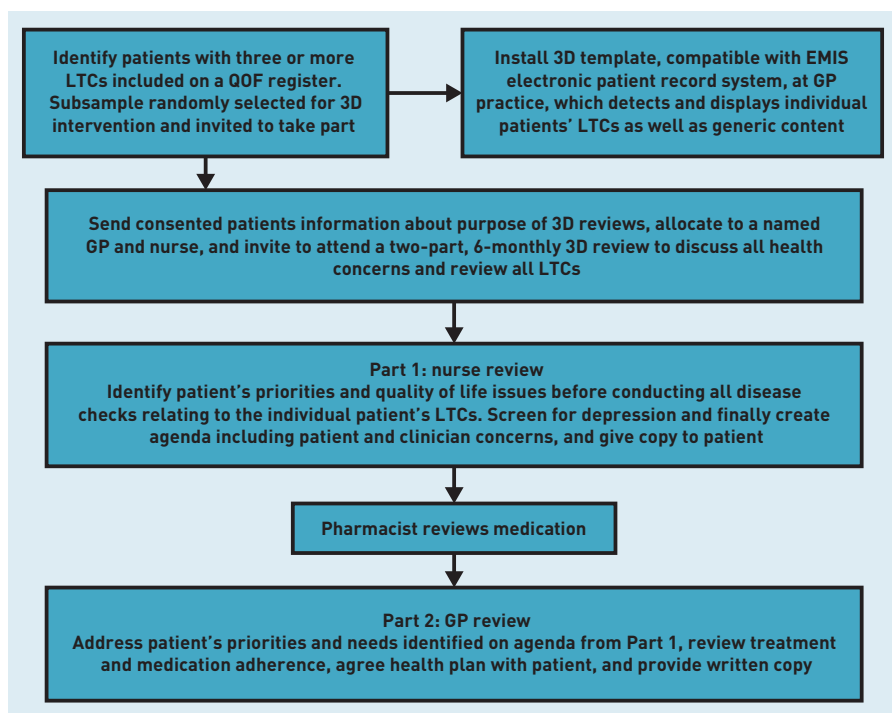 Identify patients with three or more
LTCs included on a QOF register.
Subsample randomly selected for 3D
intervention and invited to take part
Install 3D template, compatible with EMIS
electronic patient record system, at GP
practice, which detects and displays individual
patients’ LTCs as well as generic content
Send consented patients information about purpose of 3D reviews, allocate to a named
GP and nurse, and invite to attend a two-part, 6-monthly 3D review to discuss all health
concerns and review all LTCs
Part 1: nurse review
Identify patient’s priorities and quality of life issues before conducting all disease
checks relating to the individual patient’s LTCs. Screen for depression and finally create
agenda including patient and clinician concerns, and give copy to patient
Pharmacist reviews medication
Part 2: GP review
Address patient’s priorities and needs identified on agenda from Part 1, review treatment
and medication adherence, agree health plan with patient, and provide written copy